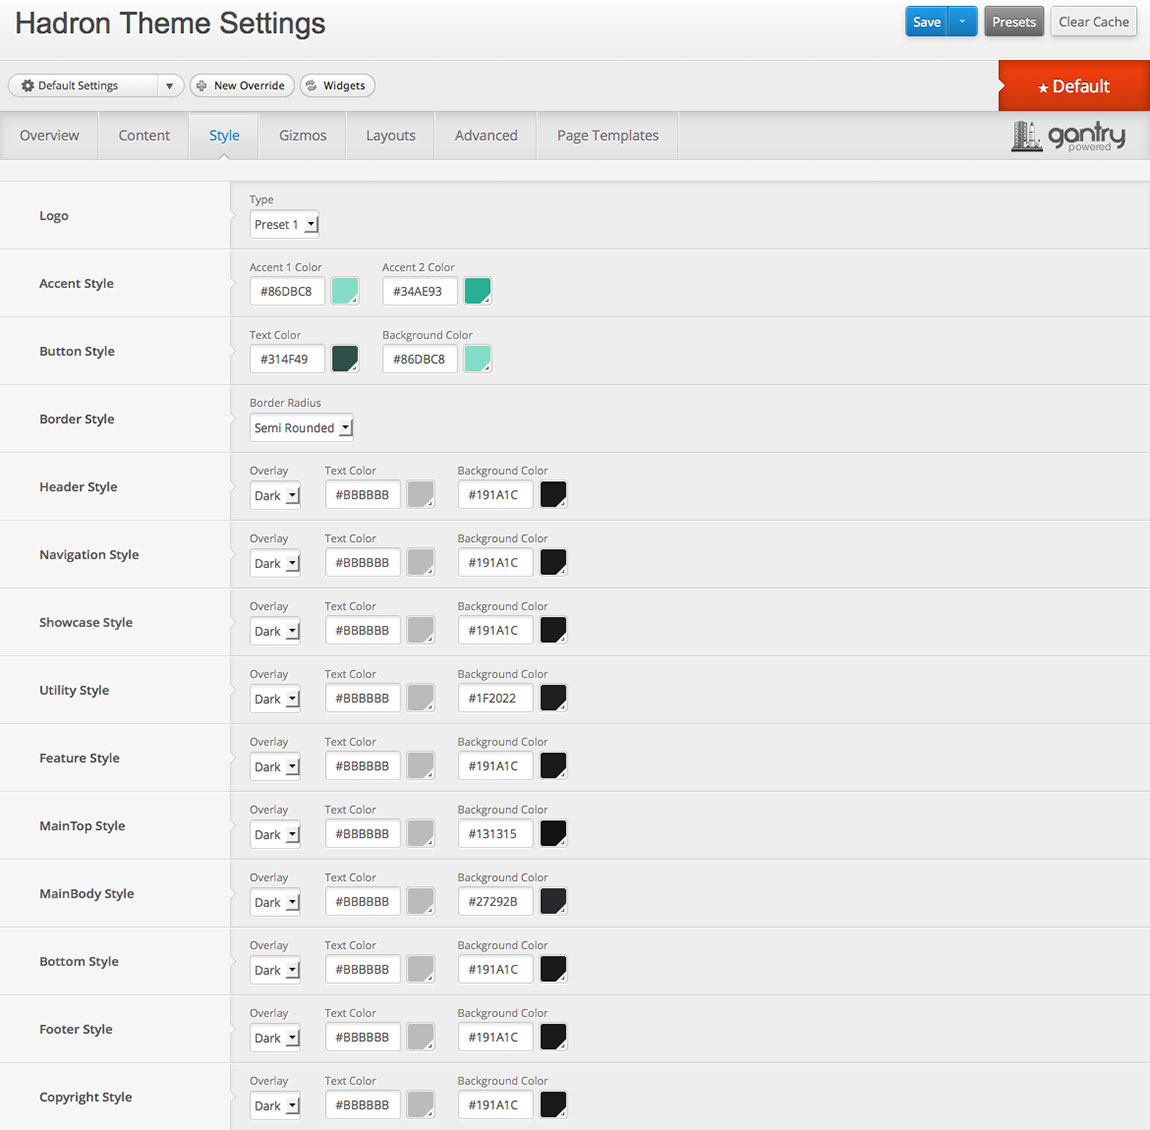 Hadron Theme Settings
Save Presets Clear Cache
Default Settings New Override Widgets
Default
Overview Content Style Gizmos Layouts Advanced Page Templates
gantry
powered
Logo
Type
Preset 1
Accent Style
Accent 1 Color Accent 2 Color
#86DBC8 #34AE93
Button Style
Text Color Background Color
#314F49 #86DBC8
Border Style
Border Radius
Semi Rounded
Header Style
Overlay Text Color Background Color
Dark #BBBBBB #191A1C
Navigation Style
Overlay Text Color Background Color
Dark #BBBBBB #191A1C
Showcase Style
Overlay Text Color Background Color
Dark #BBBBBB #191A1C
Utility Style
Overlay Text Color Background Color
Dark #BBBBBB #1F2022
Feature Style
Overlay Text Color Background Color
Dark #BBBBBB #191A1C
MainTop Style
Overlay Text Color Background Color
Dark #BBBBBB #131315
MainBody Style
Overlay Text Color Background Color
Dark #BBBBBB #27292B
Bottom Style
Overlay Text Color Background Color
Dark #BBBBBB #191A1C
Footer Style
Overlay Text Color Background Color
Dark #BBBBBB #191A1C
Copyright Style
Overlay Text Color Background Color
Dark #BBBBBB #191A1C